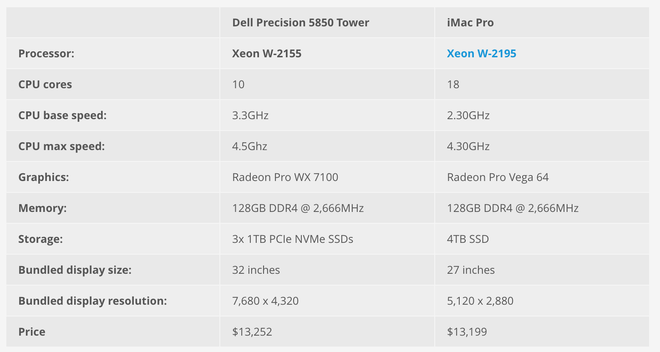 Dell Precision 5850 Tower iMac Pro
Processor: Xeon W-2155 Xeon W-2195
CPU cores 10 18
CPU base speed: 3.3GHz 2.30GHz
CPU max speed: 4.5Ghz 4.30GHz
Graphics: Radeon Pro WX 7100 Radeon Pro Vega 64
Memory: 128GB DDR4 @ 2,666MHz 128GB DDR4 @ 2,666MHz
Storage: 3x 1TB PCIe NVMe SSDs 4TB SSD
Bundled display size: 32 inches 27 inches
Bundled display resolution: 7,680 x 4,320 5,120 x 2,880
Price $13,252 $13,199